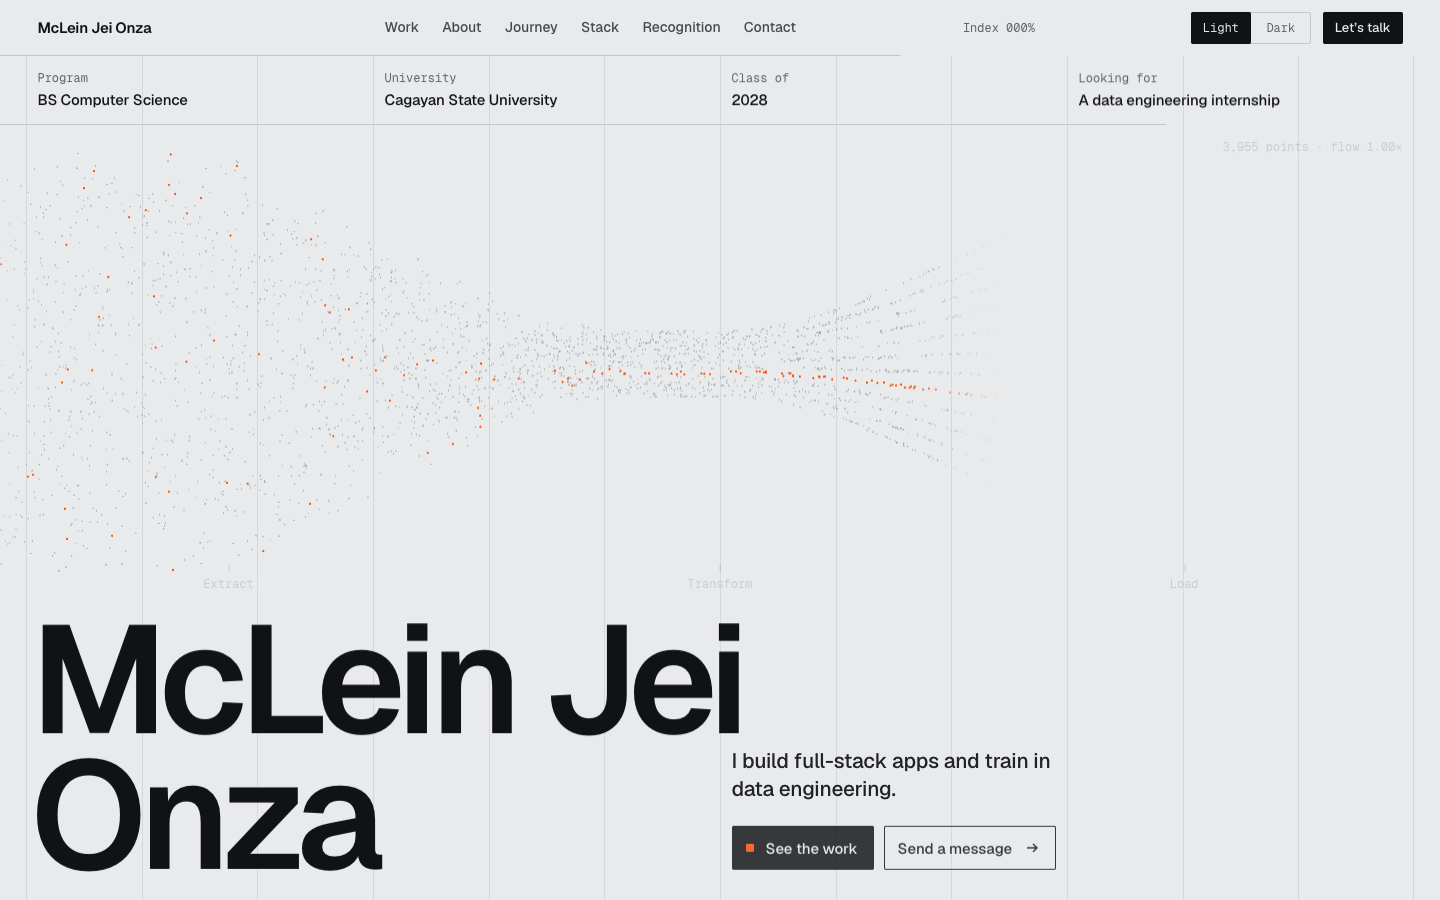 McLein Jei Onza
Work About Journey Stack Recognition Contact
Index 000%
Light Dark
Let's talk
Program
BS Computer Science
University
Cagayan State University
Class of
2028
Looking for
A data engineering internship
3,955 points · flow 1.00×
Extract
Transform
Load
McLein Jei
Onza
I build full-stack apps and train in
data engineering.
See the work
Send a message →